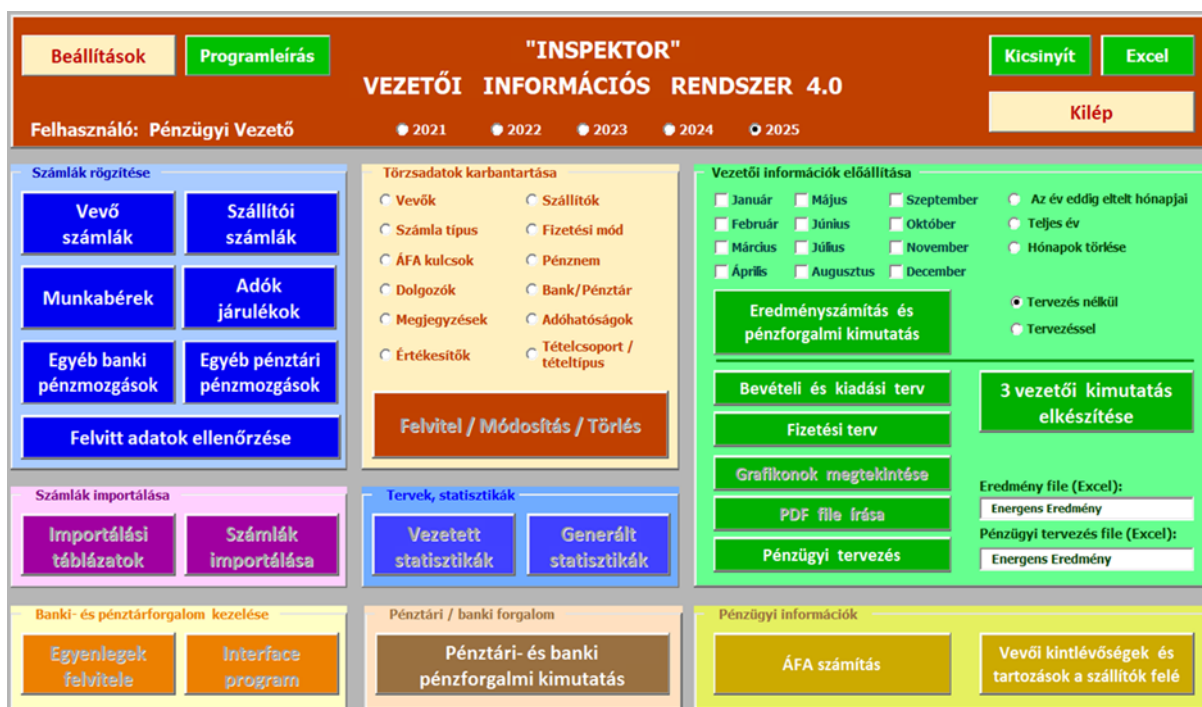 Beállítások
Programleírás
"INSPEKTOR"
VEZETŐI INFORMÁCIÓS RENDSZER 4.0
Kicsinyít
Excel
Kilép
Felhasználó: Pénzügyi Vezető
2021
2022
2023
2024
2025
Számlák rögzítése
Vevő
számlák
Szállítói
számlák
Munkabérek
Adók
járulékok
Egyéb banki
pénzmozgások
Egyéb pénztári
pénzmozgások
Felvitt adatok ellenőrzése
Törzsadatok karbantartása
Vevők
Szállítók
Számla típus
Fizetési mód
ÁFA kulcsok
Pénznem
Dolgozók
Bank/Pénztár
Megjegyzések
Adóhatóságok
Értékesítők
Tételcsoport /
tételtípus
Felvitel / Módosítás / Törlés
Vezetői információk előállítása
Január
Május
Szeptember
Február
Június
Október
Március
Július
November
Április
Augusztus
December
Az év eddig eltelt hónapjai
Teljes év
Hónapok törlése
Eredményszámítás és
pénzforgalmi kimutatás
Tervezés nélkül
Tervezéssel
Bevételi és kiadási terv
Fizetési terv
3 vezetői kimutatás
elkészítése
Grafikonok megtekintése
PDF file írása
Pénzügyi tervezés
Eredmény file (Excel):
Energens Eredmény
Pénzügyi tervezés file (Excel):
Energens Eredmény
Számlák importálása
Importálási
táblázatok
Számlák
importálása
Tervek, statisztikák
Vezetett
statisztikák
Generált
statisztikák
Banki- és pénztárforgalom kezelése
Egyenlegek
felvitele
Interface
program
Pénztári / banki forgalom
Pénztári- és banki
pénzforgalmi kimutatás
Pénzügyi információk
ÁFA számítás
Vevői kintlévőségek és
tartozások a szállítók felé